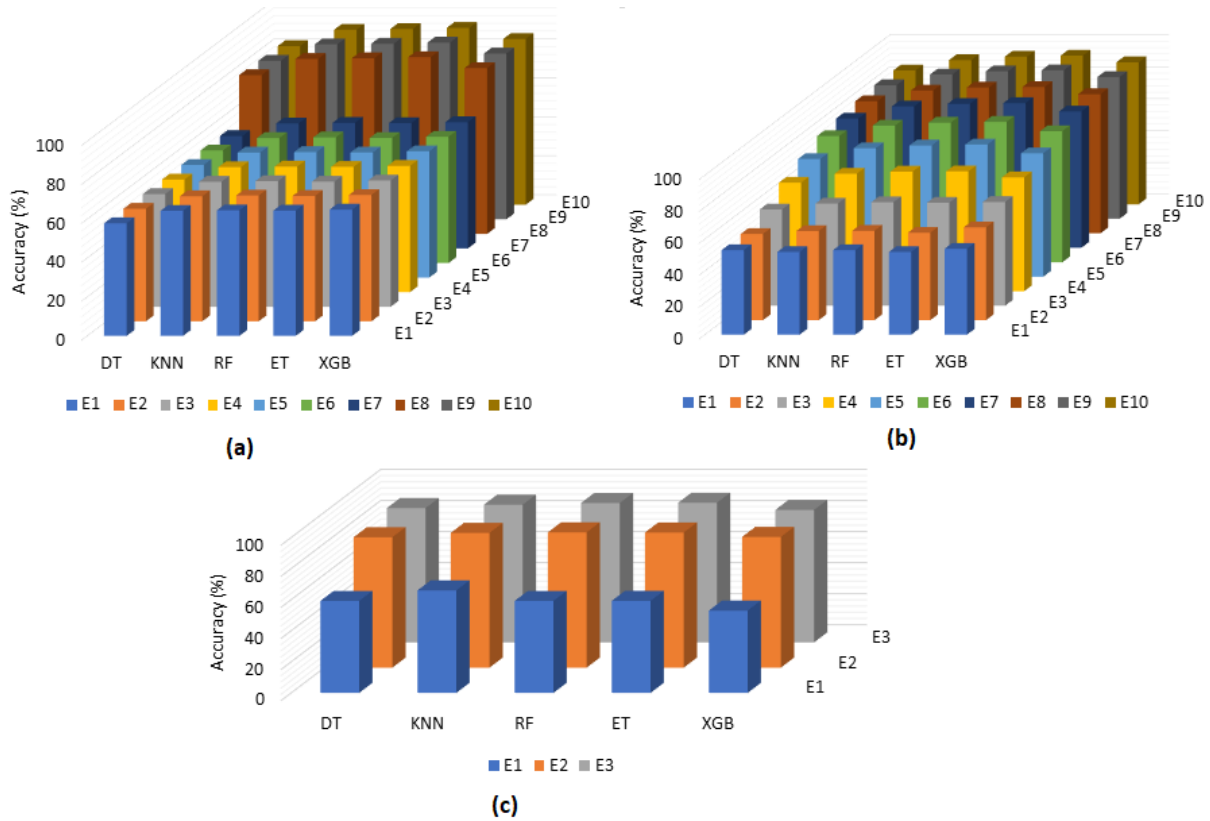 Accuracy (%)
100
80
60
40
20
0
DT KNN RF ET XGB
E1
E2
E3
E4
E5
E6
E7
E8
E9
E10
E1 E2 E3 E4 E5 E6 E7 E8 E9 E10
(a)
Accuracy (%)
100
80
60
40
20
0
DT KNN RF ET XGB
E1
E2
E3
E4
E5
E6
E7
E8
E9
E10
E1 E2 E3 E4 E5 E6 E7 E8 E9 E10
(b)
Accuracy (%)
100
80
60
40
20
0
DT KNN RF ET XGB
E1
E2
E3
E1 E2 E3
(c)